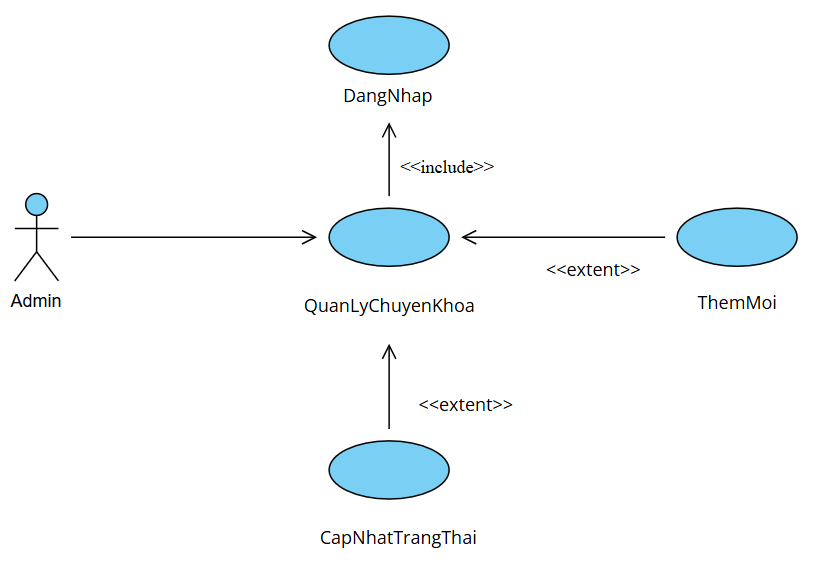 DangNhap
<<include>>
Admin
QuanLyChuyenKhoa
<<extent>>
ThemMoi
<<extent>>
CapNhatTrangThai